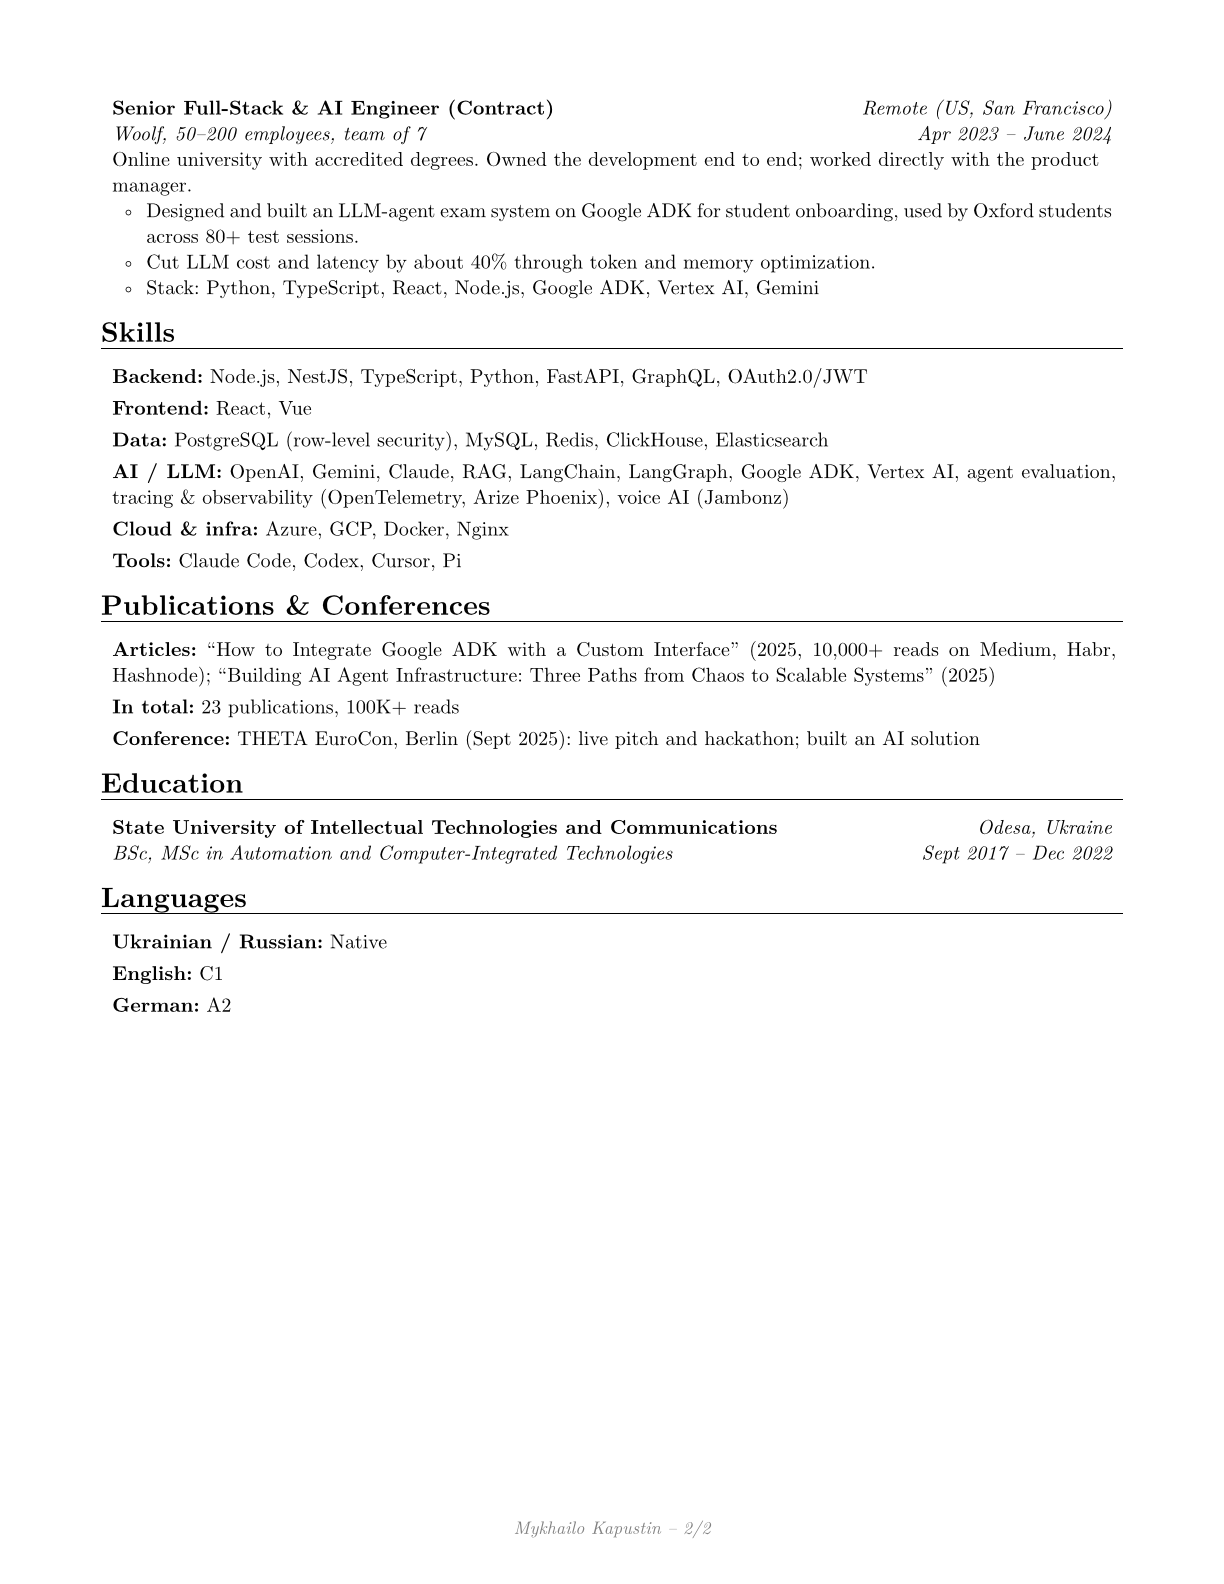 Senior Full-Stack & AI Engineer (Contract) Remote (US, San Francisco)
Woolf, 50–200 employees, team of 7 Apr 2023 – June 2024
Online university with accredited degrees. Owned the development end to end; worked directly with the product
manager.
◦ Designed and built an LLM-agent exam system on Google ADK for student onboarding, used by Oxford students
across 80+ test sessions.
◦ Cut LLM cost and latency by about 40% through token and memory optimization.
◦ Stack: Python, TypeScript, React, Node.js, Google ADK, Vertex AI, Gemini
Skills
Backend: Node.js, NestJS, TypeScript, Python, FastAPI, GraphQL, OAuth2.0/JWT
Frontend: React, Vue
Data: PostgreSQL (row-level security), MySQL, Redis, ClickHouse, Elasticsearch
AI / LLM: OpenAI, Gemini, Claude, RAG, LangChain, LangGraph, Google ADK, Vertex AI, agent evaluation,
tracing & observability (OpenTelemetry, Arize Phoenix), voice AI (Jambonz)
Cloud & infra: Azure, GCP, Docker, Nginx
Tools: Claude Code, Codex, Cursor, Pi
Publications & Conferences
Articles: “How to Integrate Google ADK with a Custom Interface” (2025, 10,000+ reads on Medium, Habr,
Hashnode); “Building AI Agent Infrastructure: Three Paths from Chaos to Scalable Systems” (2025)
In total: 23 publications, 100K+ reads
Conference: THETA EuroCon, Berlin (Sept 2025): live pitch and hackathon; built an AI solution
Education
State University of Intellectual Technologies and Communications Odesa, Ukraine
BSc, MSc in Automation and Computer-Integrated Technologies Sept 2017 – Dec 2022
Languages
Ukrainian / Russian: Native
English: C1
German: A2
Mykhailo Kapustin – 2/2